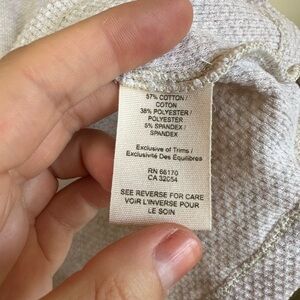 57% COTTON /
COTON
38% POLYESTER /
POLYESTER
5% SPANDEX /
SPANDEX
Exclusive of Trims /
Exclusivité Des Équilibres
RN 66170
CA 32054
SEE REVERSE FOR CARE
VOIR L'INVERSE POUR
LE SOIN